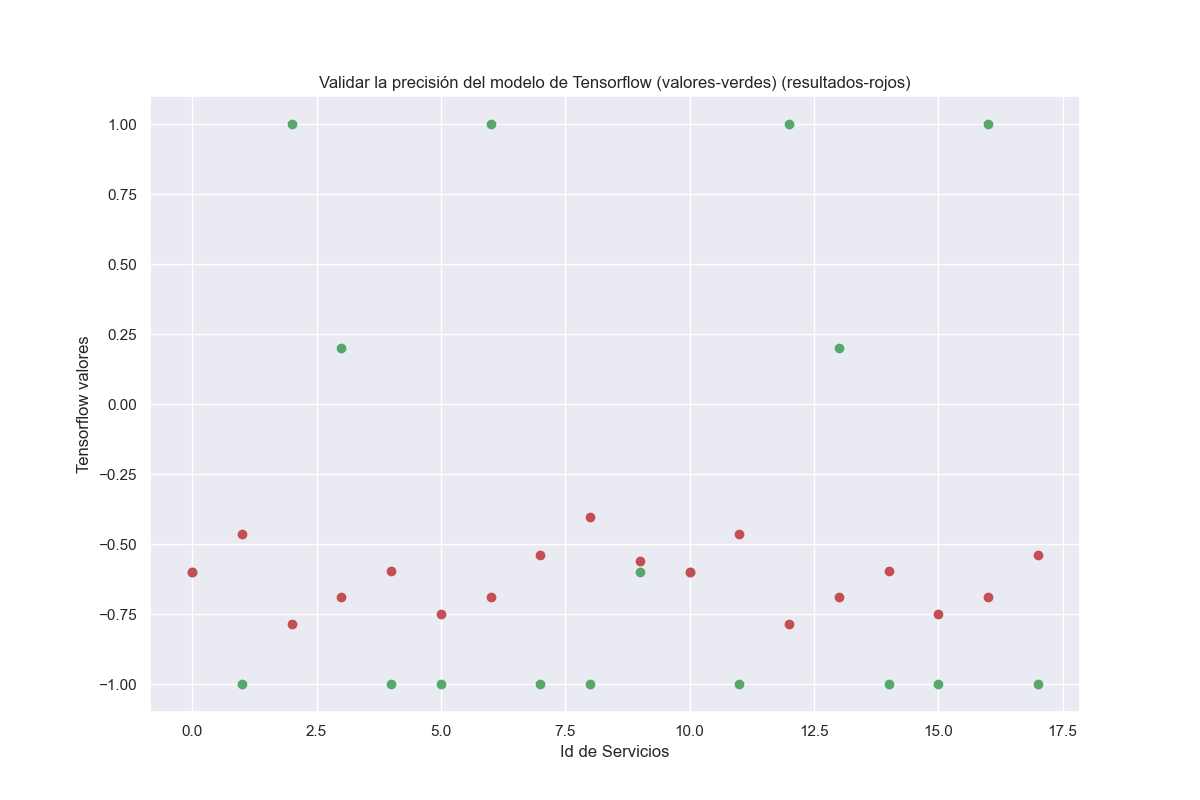 Validar la precisión del modelo de Tensorflow (valores-verdes) (resultados-rojos)
1.00
0.75
0.50
0.25
0.00
−0.25
−0.50
−0.75
−1.00
Tensorflow valores
0.0 2.5 5.0 7.5 10.0 12.5 15.0 17.5
Id de Servicios